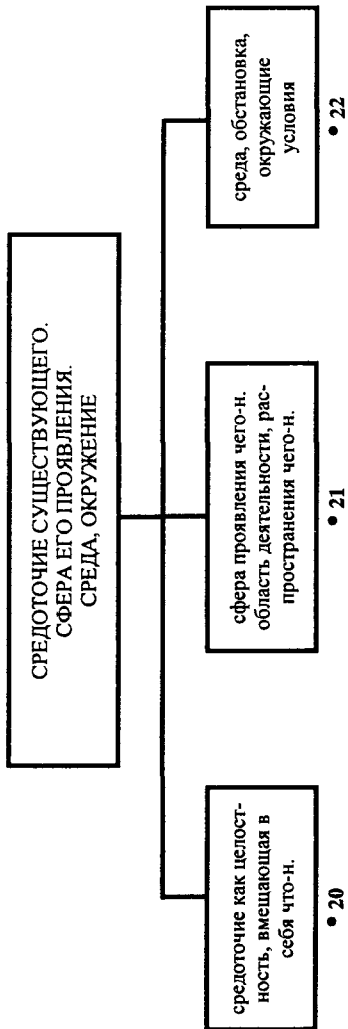 СРЕДОТОЧИЕ СУЩЕСТВУЮЩЕГО.
СФЕРА ЕГО ПРОЯВЛЕНИЯ.
СРЕДА, ОКРУЖЕНИЕ
средоточие как целост-
ность, вмещающая в
себя что-н.
• 20
сфера проявления чего-н.
область деятельности, рас-
пространения чего-н.
• 21
среда, обстановка,
окружающие
условия
• 22